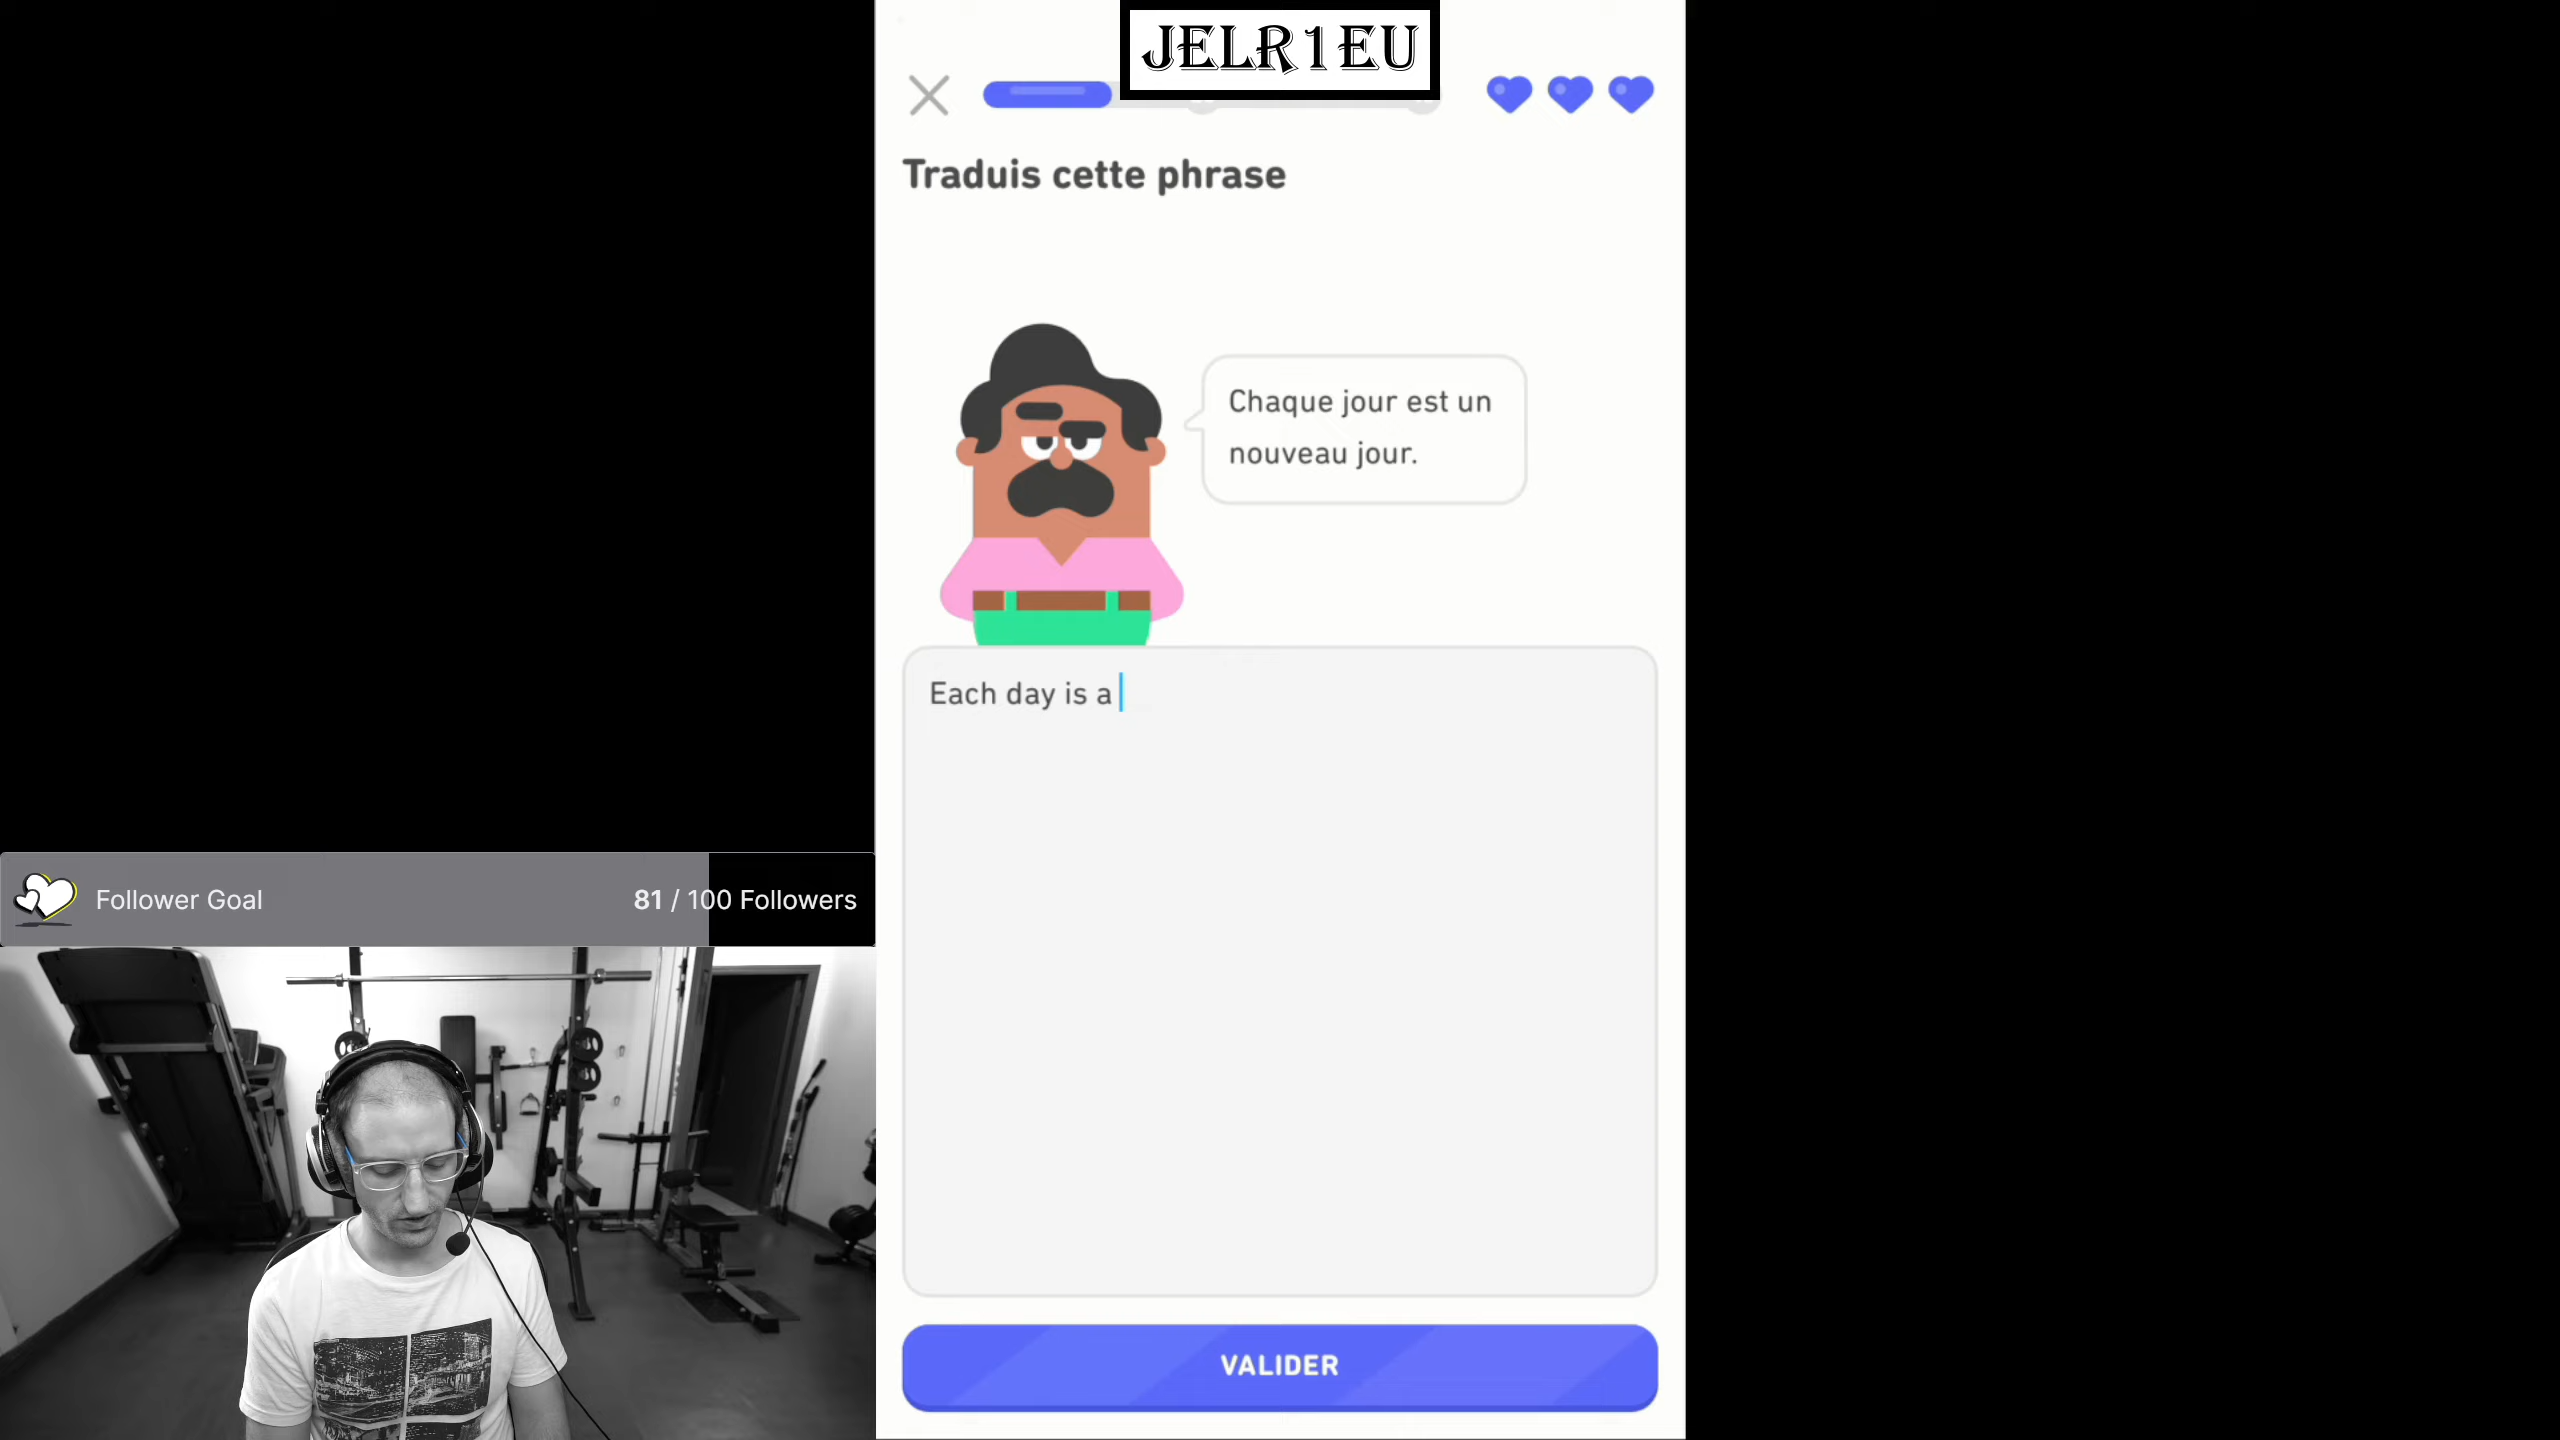 JELR1EU
Traduis cette phrase
Chaque jour est un
nouveau jour.
Each day is a
Follower Goal
81 / 100 Followers
VALIDER